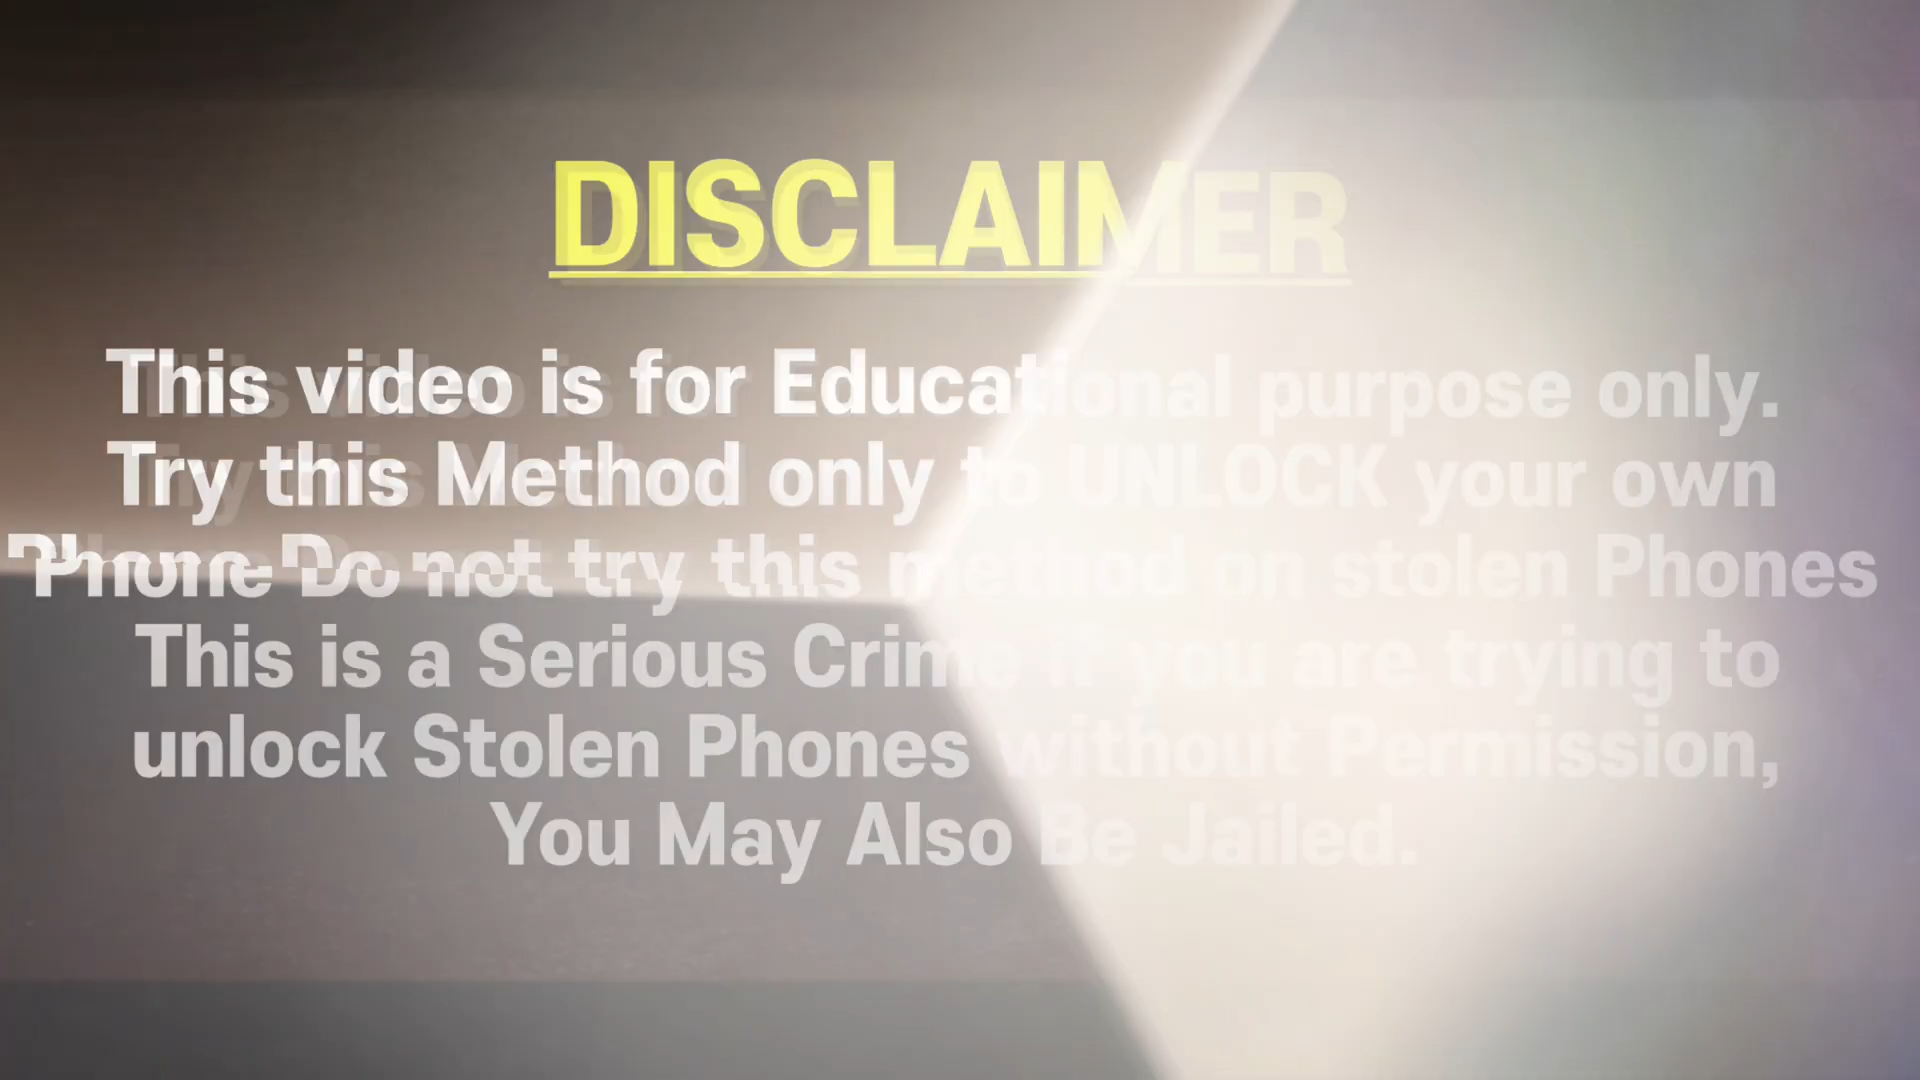 DISCLAIMER
This video is for Educational purpose only.
Try this Method only to UNLOCK your own
Phone Do not try this method on stolen Phones
This is a Serious Crime if you are trying to
unlock Stolen Phones without Permission,
You May Also Be Jailed.